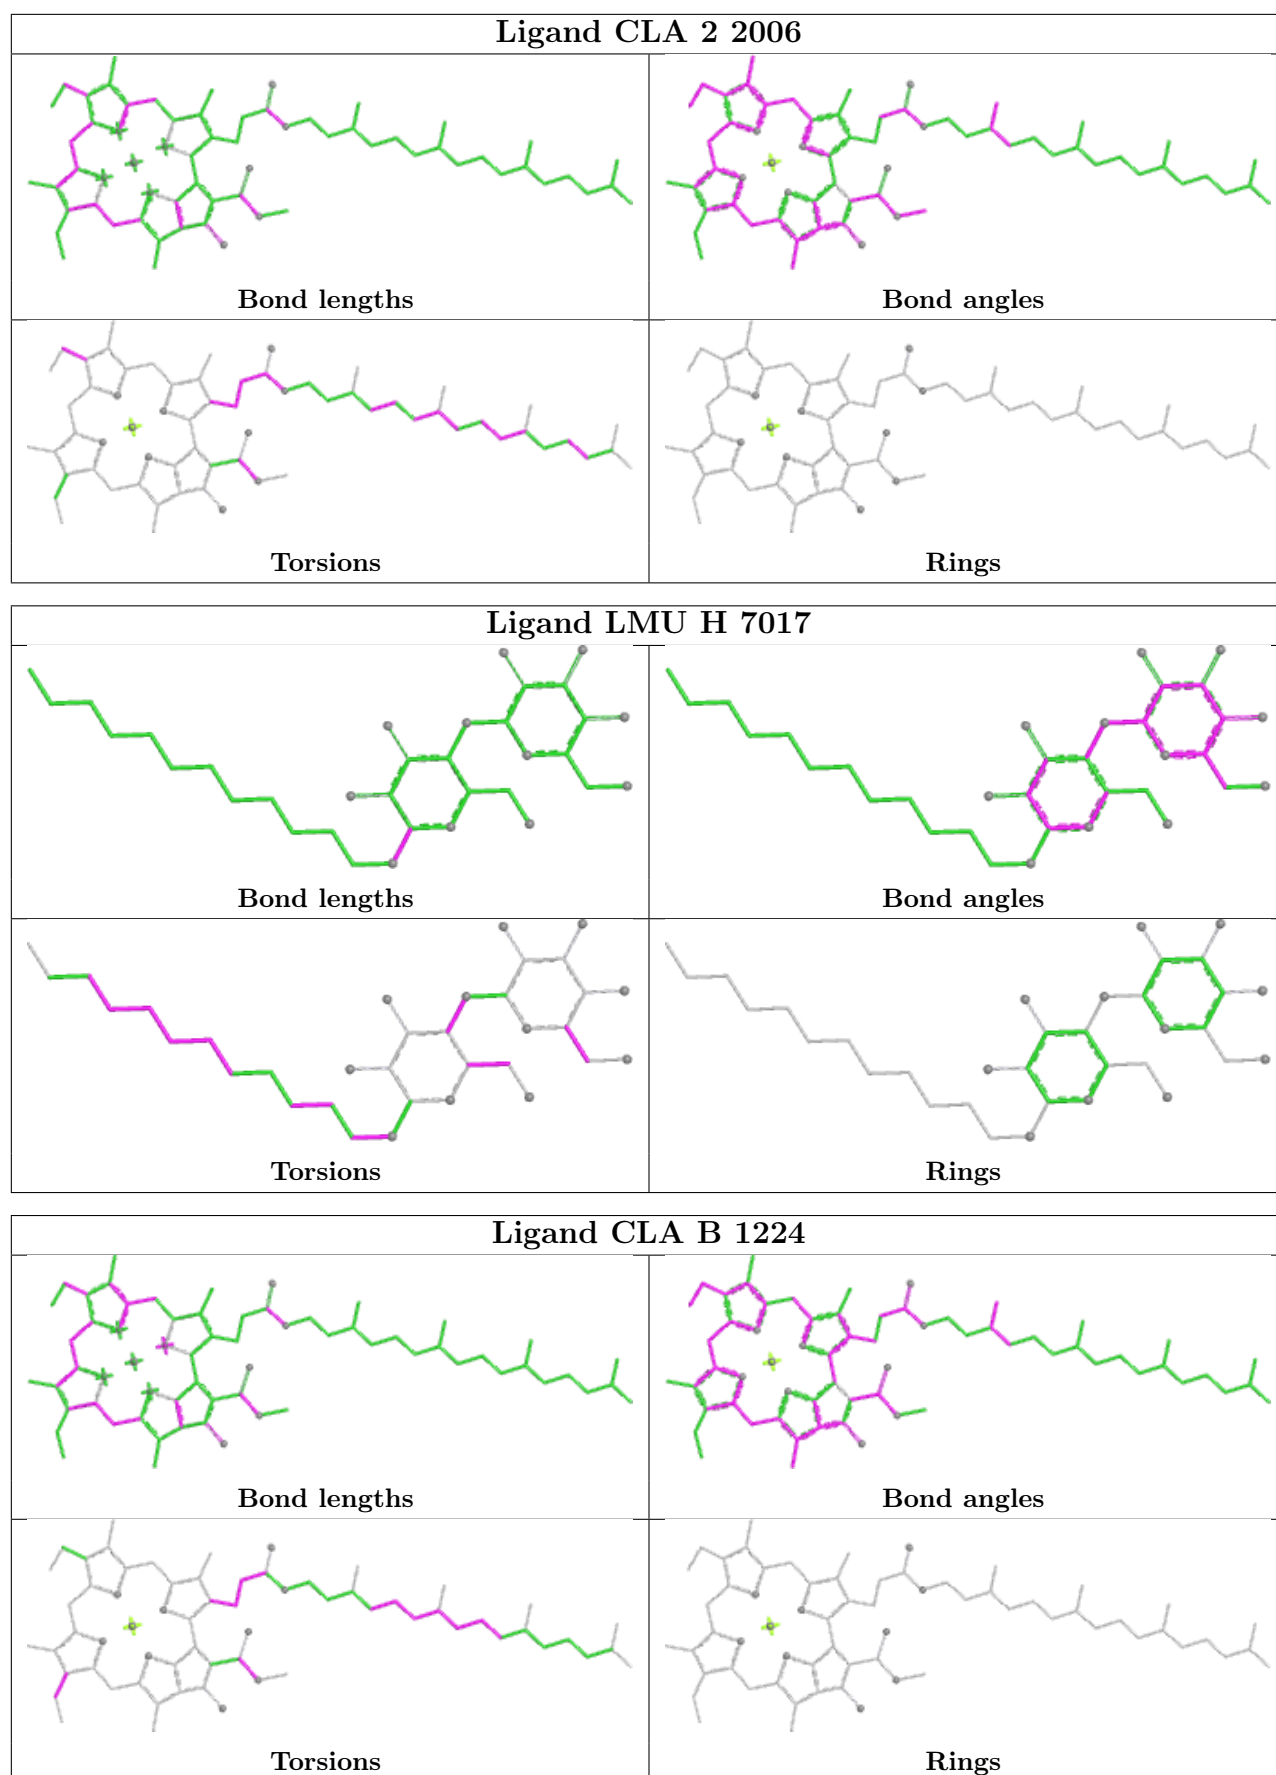 Ligand CLA 2 2006
Bond lengths
Bond angles
Torsions
Rings
Ligand LMU H 7017
Bond lengths
Bond angles
Torsions
Rings
Ligand CLA B 1224
Bond lengths
Bond angles
Torsions
Rings